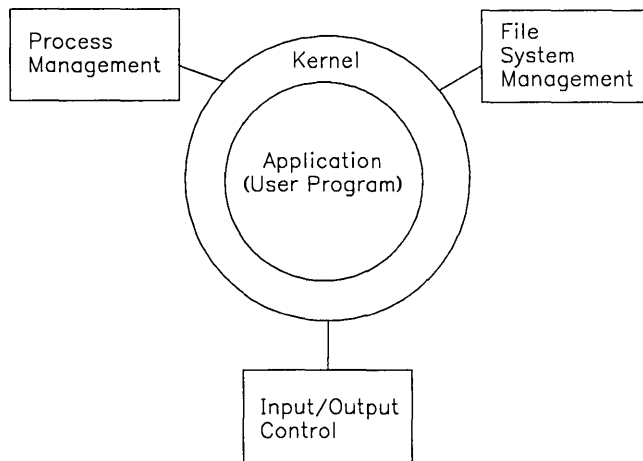 Process
Management
Kernel
File
System
Management
Application
(User Program)
Input/Output
Control